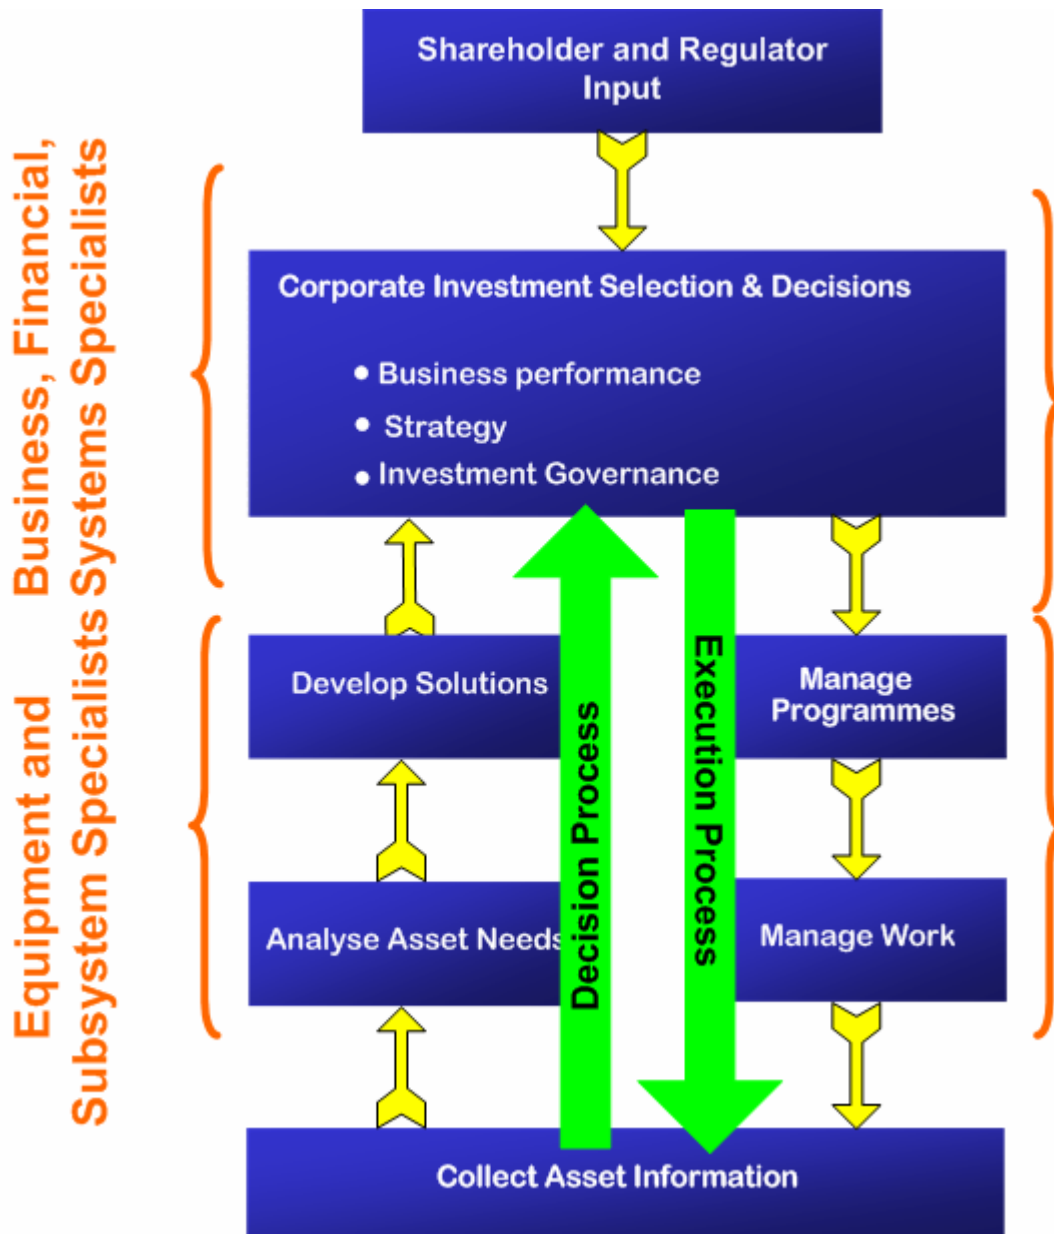 Shareholder and Regulator
Input
Business, Financial,
Systems Specialists
Corporate Investment Selection & Decisions
• Business performance
• Strategy
• Investment Governance
Equipment and
Subsystem Specialists
Develop Solutions
Decision Process
Execution Process
Manage
Programmes
Analyse Asset Needs
Manage Work
Collect Asset Information